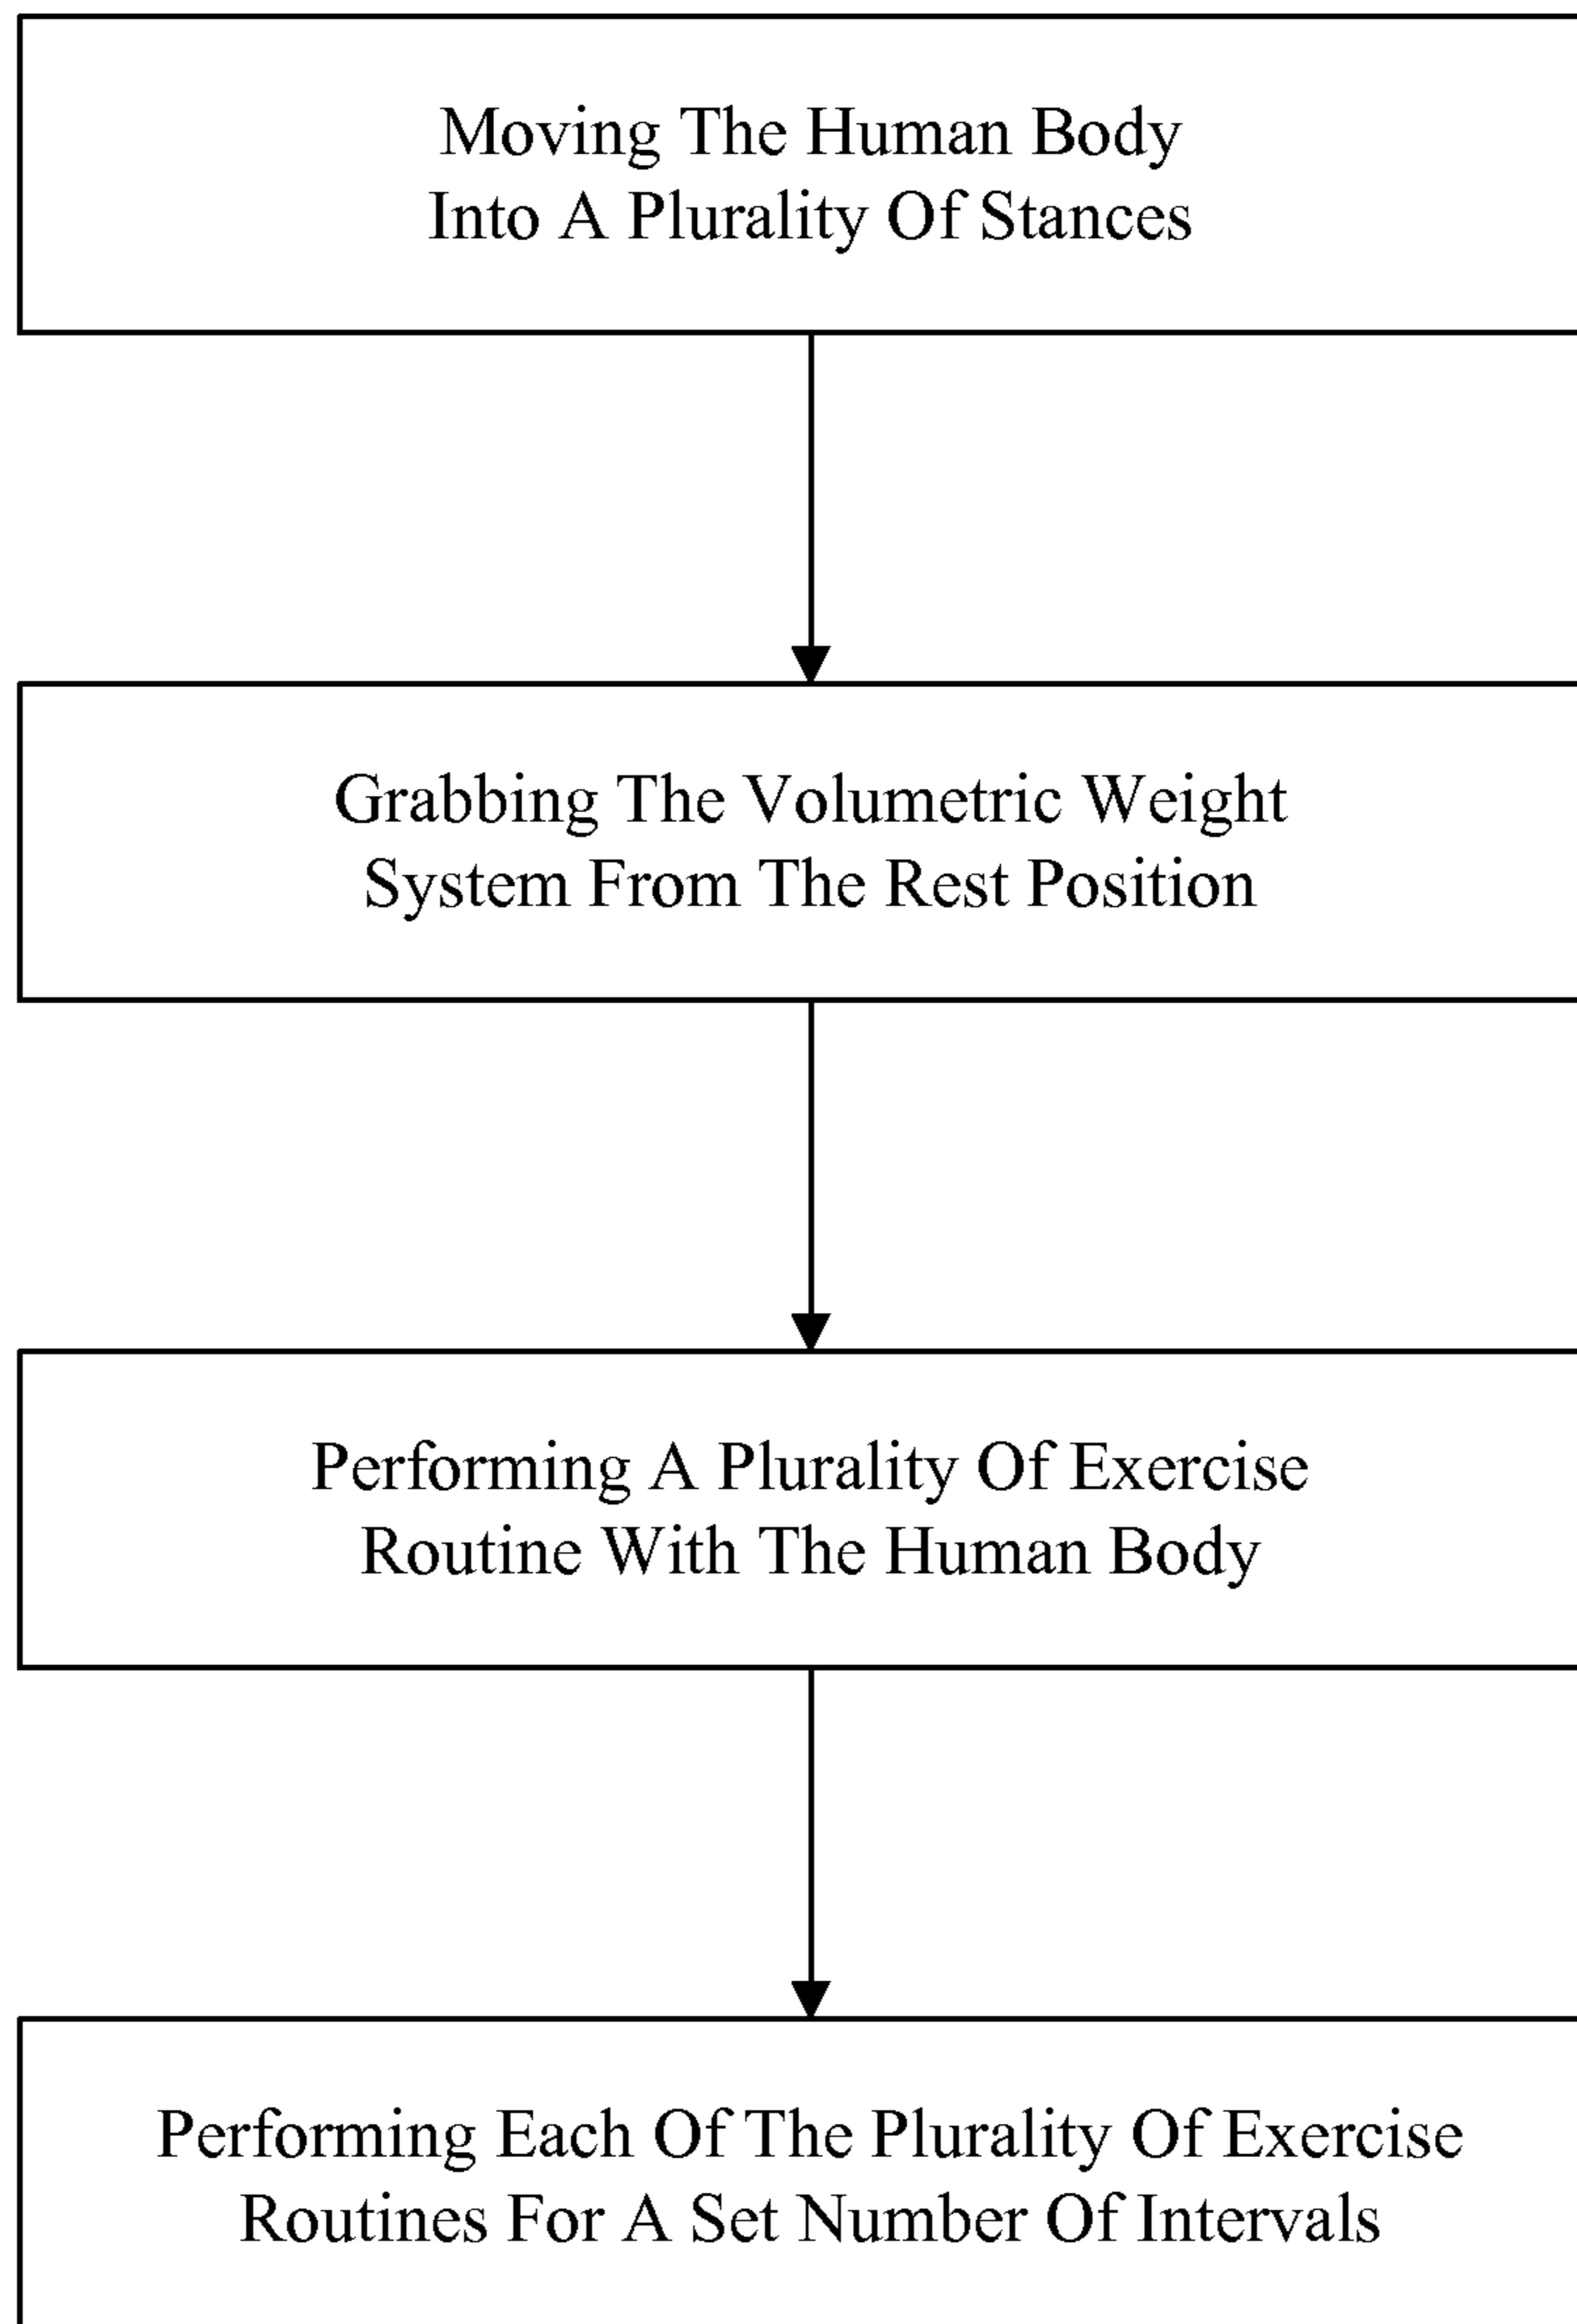 Moving The Human Body
Into A Plurality Of Stances
Grabbing The Volumetric Weight
System From The Rest Position
Performing A Plurality Of Exercise
Routine With The Human Body
Performing Each Of The Plurality Of Exercise
Routines For A Set Number Of Intervals